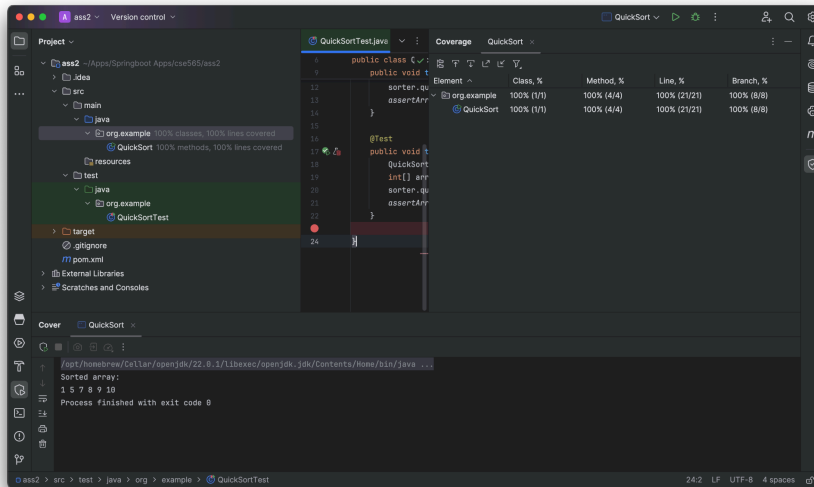 A ass2 Version control QuickSort
Project
ass2 ~/Apps/Springboot Apps/cse565/ass2
.idea
src
main
java
org.example 100% classes, 100% lines covered
QuickSort 100% methods, 100% lines covered
resources
test
java
org.example
QuickSortTest
target
.gitignore
m pom.xml
External Libraries
Scratches and Consoles
QuickSortTest.java
6 public class
9 public void t
12 sorter.qu
13 assertArr
14 }
15
16 @Test
17 public void t
18 QuickSort
19 int[] arr
20 sorter.qu
21 assertArr
22 }
24 }
Coverage QuickSort
Element Class, % Method, % Line, % Branch, %
org.example 100% (1/1) 100% (4/4) 100% (21/21) 100% (8/8)
QuickSort 100% (1/1) 100% (4/4) 100% (21/21) 100% (8/8)
Cover QuickSort
/opt/homebrew/Cellar/openjdk/22.0.1/libexec/openjdk.jdk/Contents/Home/bin/java ...
Sorted array:
1 5 7 8 9 10
Process finished with exit code 0
ass2 > src > test > java > org > example > QuickSortTest 24:2 LF UTF-8 4 spaces